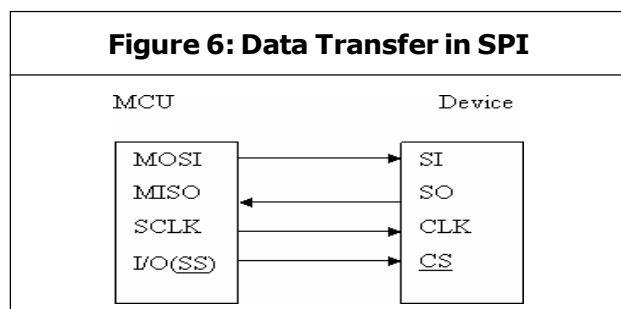 Figure 6: Data Transfer in SPI
MCU Device
MOSI SI
MISO SO
SCLK CLK
I/O(SS) CS